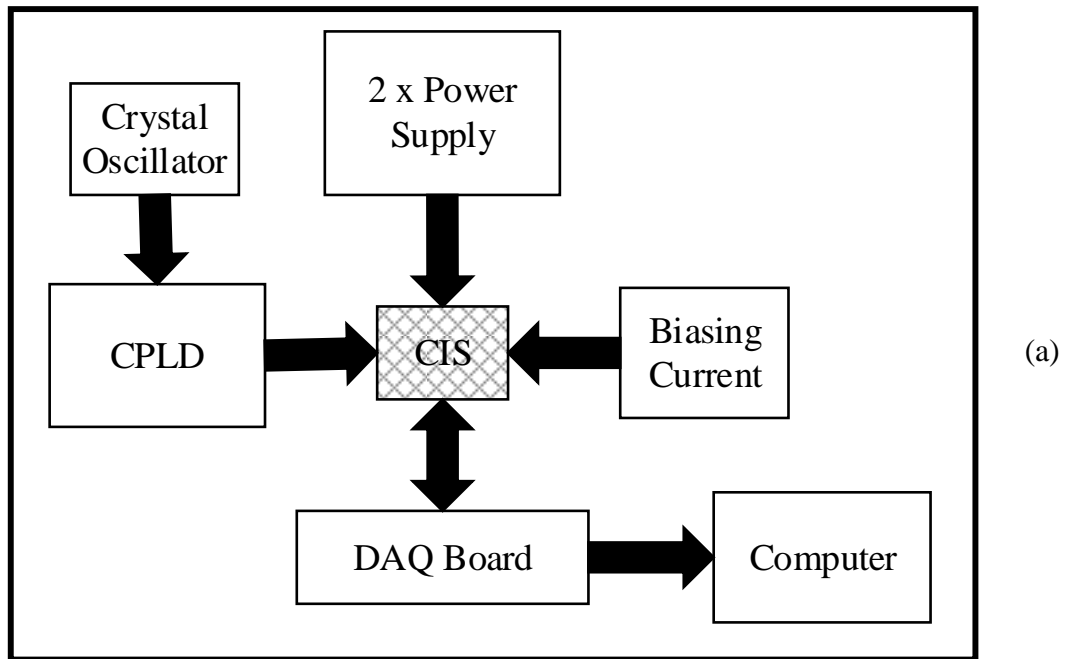 Crystal
Oscillator
2 x Power
Supply
CPLD
CIS
Biasing
Current
(a)
DAQ Board
Computer